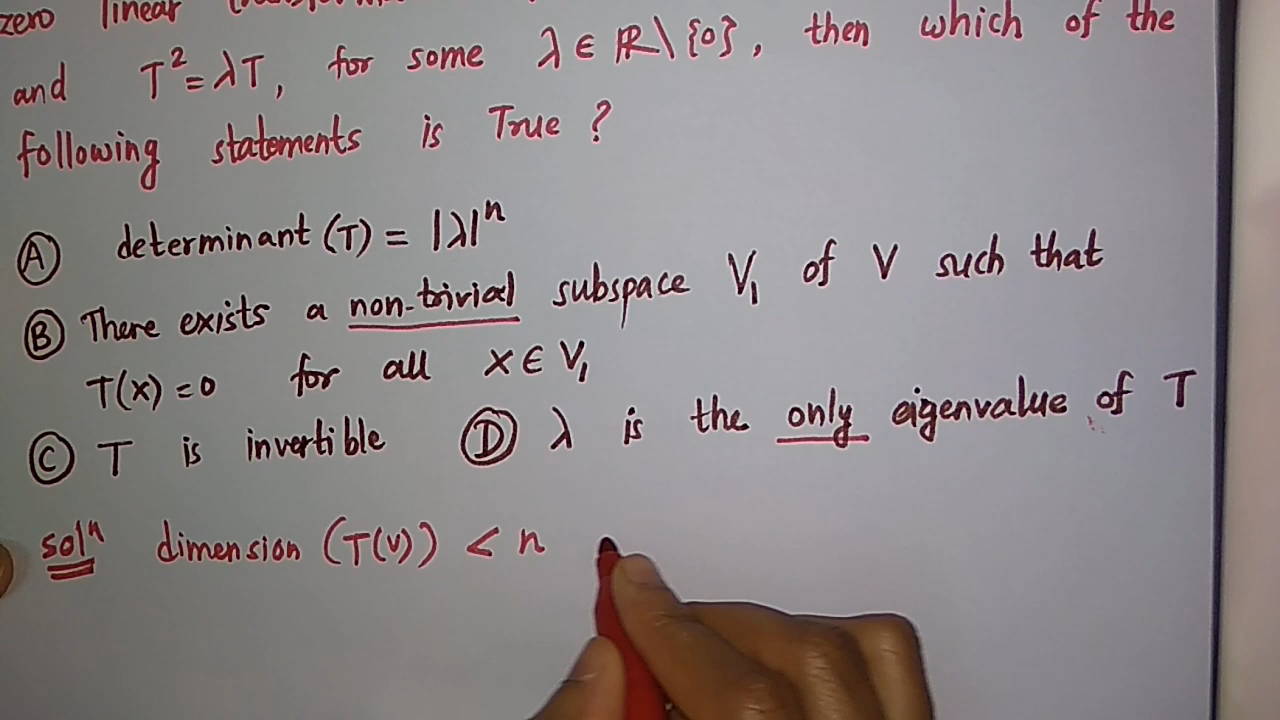 zero linear
and T²=λT, for some λ∈ℝ\{0}, then which of the
following statements is True ?
Ⓐ determinant (T) = |λ|ⁿ
Ⓑ There exists a non-trivial subspace V₁ of V such that
T(x)=0 for all x∈V₁
Ⓒ T is invertible Ⓓ λ is the only eigenvalue of T
solⁿ dimension (T(V)) < n